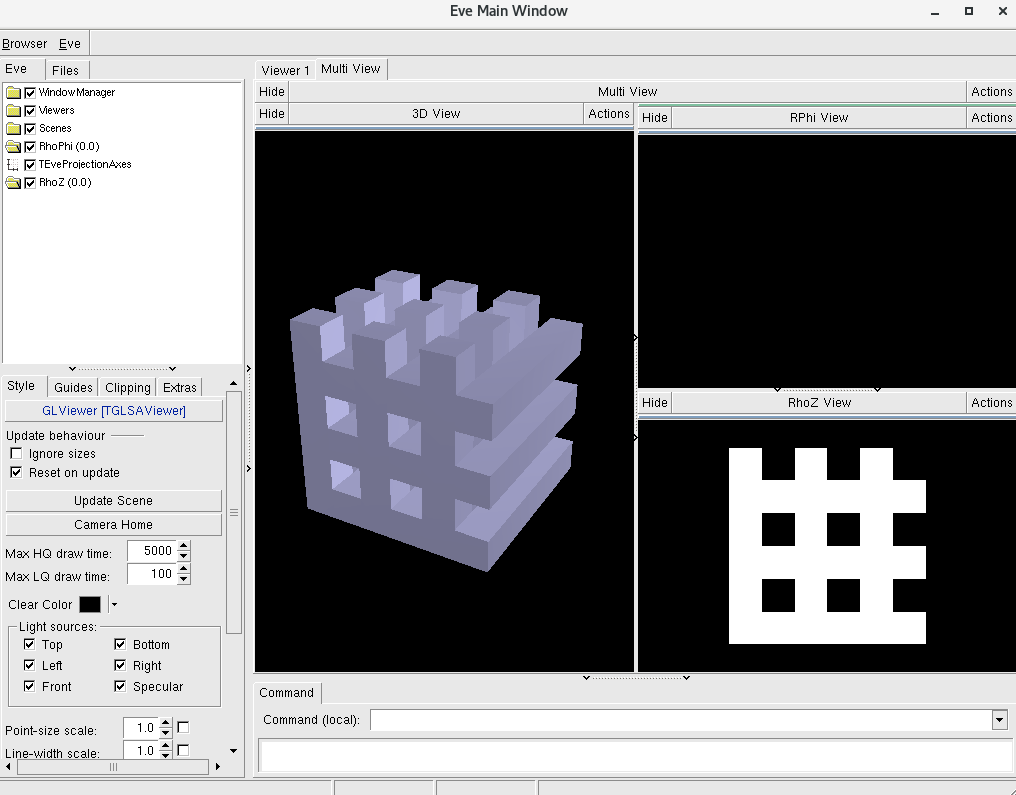 Eve Main Window
Browser Eve
Eve Files
WindowManager
Viewers
Scenes
RhoPhi (0.0)
TEveProjectionAxes
RhoZ (0.0)
Style Guides Clipping Extras
GLViewer [TGLSAViewer]
Update behaviour
Ignore sizes
Reset on update
Update Scene
Camera Home
Max HQ draw time: 5000
Max LQ draw time: 100
Clear Color
Light sources:
Top Bottom
Left Right
Front Specular
Point-size scale: 1.0
Line-width scale: 1.0
Viewer 1 Multi View
Hide Multi View Actions
Hide 3D View Actions
Hide RPhi View Actions
Hide RhoZ View Actions
Command
Command (local):